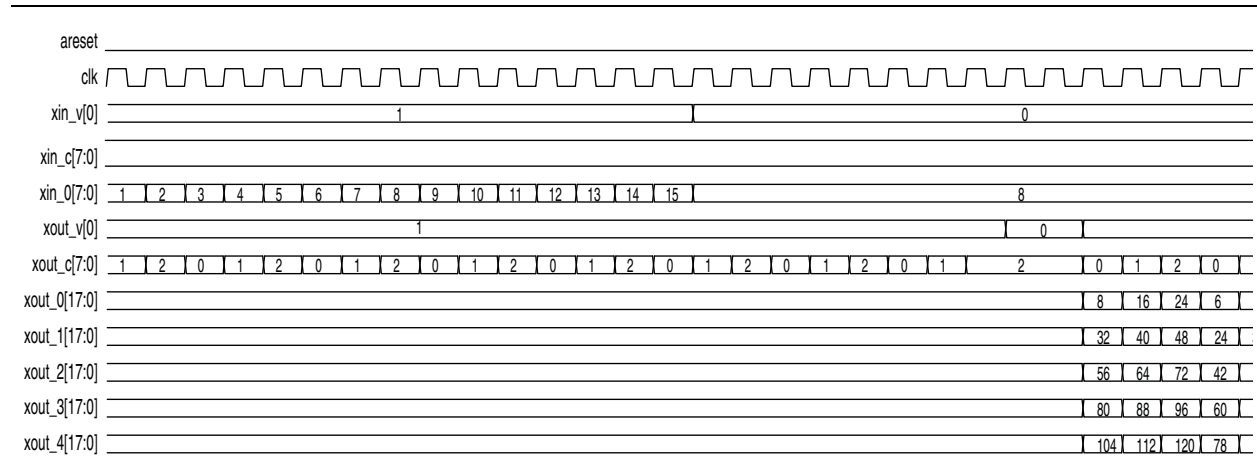 areset
clk
xin_v[0] 1 0
xin_c[7:0]
xin_0[7:0] 1 2 3 4 5 6 7 8 9 10 11 12 13 14 15 8
xout_v[0] 1 0
xout_c[7:0] 1 2 0 1 2 0 1 2 0 1 2 0 1 2 0 1 2 0 1 2 0 1 2 0 1 2 0
xout_0[17:0] 8 16 24 6
xout_1[17:0] 32 40 48 24
xout_2[17:0] 56 64 72 42
xout_3[17:0] 80 88 96 60
xout_4[17:0] 104 112 120 78